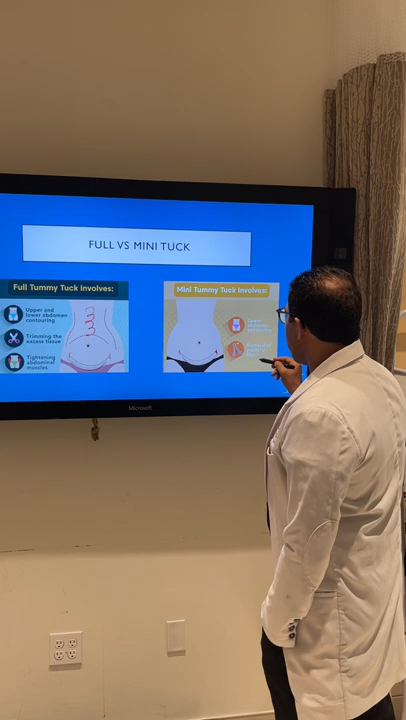 FULL VS MINI TUCK
Full Tummy Tuck Involves:
Upper and
lower abdomen
contouring
Trimming the
excess tissue
Tightening
abdominal
muscles
Mini Tummy Tuck Involves:
Microsoft